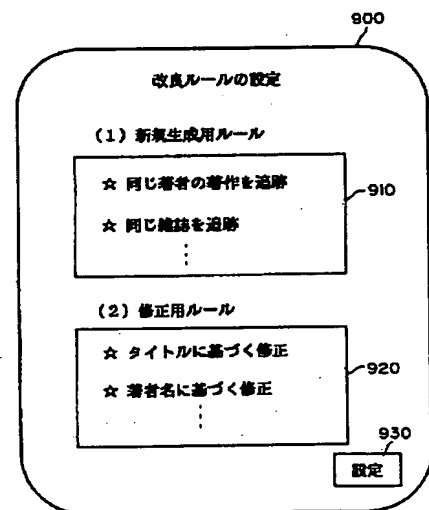 900
改良ルールの設定
(1) 新規生成用ルール
☆ 同じ著者の著作を追跡
910
☆ 同じ雑誌を追跡
(2) 修正用ルール
☆ タイトルに基づく修正
920
☆ 著者名に基づく修正
930
設定